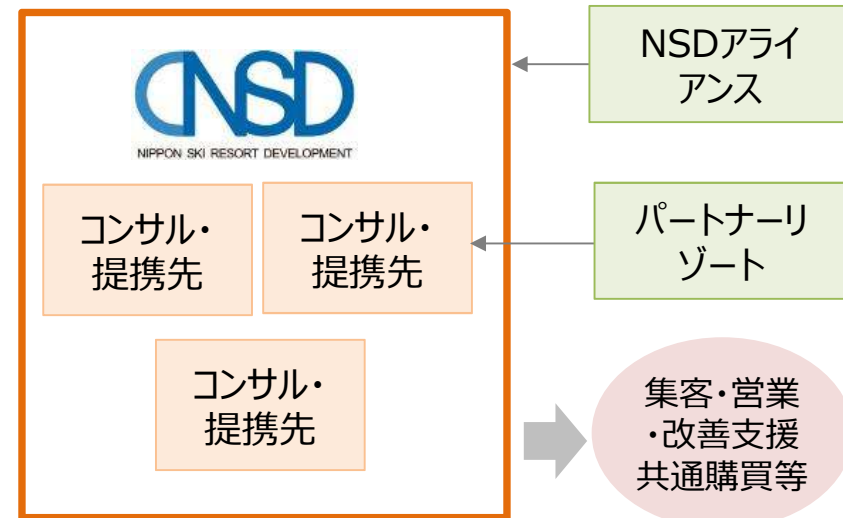 NSD
NIPPON SKI RESORT DEVELOPMENT
NSDアライ
アンス
コンサル・
提携先
コンサル・
提携先
パートナーリ
ゾート
コンサル・
提携先
集客・営業
・改善支援
共通購買等